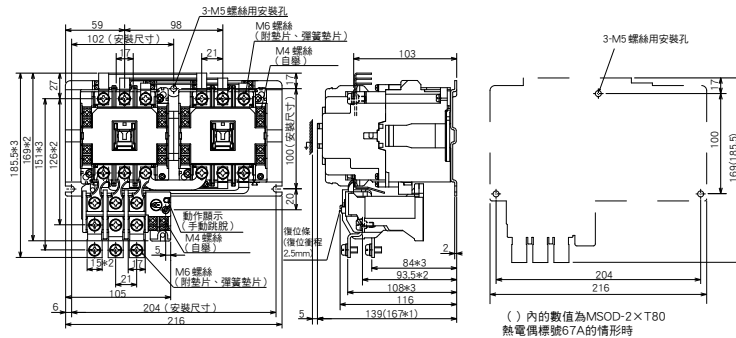 3-M5 螺絲用安裝孔
59
98
M6 螺絲
(附墊片、彈簧墊片)
102 (安裝尺寸)
17
21
M4 螺絲
(自舉)
17
27
185.5*3
169*2
151*3
126*2
100 (安裝尺寸)
20
動作顯示
(手動跳脫)
M4 螺絲
(自舉)
5
15*2
17
21
M6 螺絲
(附墊片、彈簧墊片)
105
6
204 (安裝尺寸)
216
103
復位條
(復位衝程
2.5mm)
2
84*3
93.5*2
108*3
116
5
139(167*1)
3-M5 螺絲用安裝孔
17
100
169(185.5)
204
216
( ) 內的數值為MSOD-2×T80
熱電偶標號67A的情形時